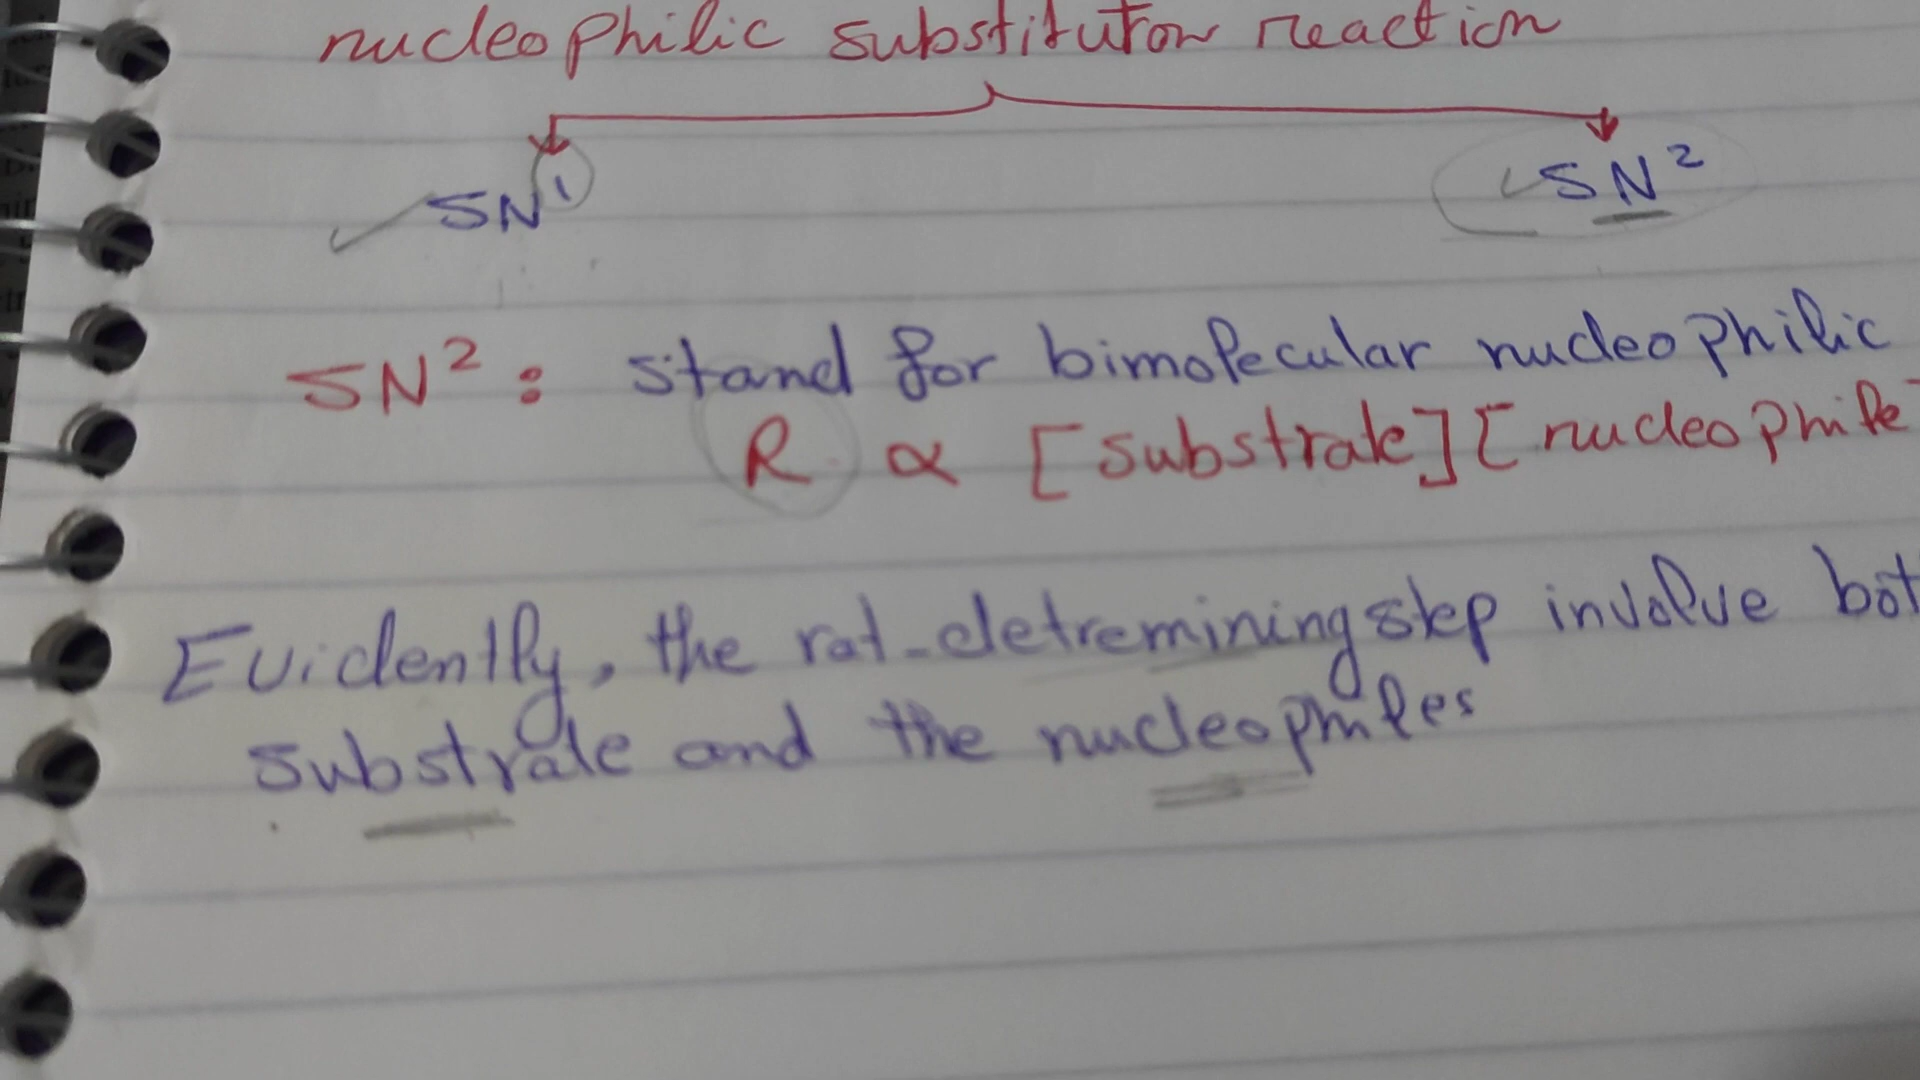 nucleophilic substituton reaction
SN¹ SN²
SN²: stand for bimolecular nucleophilic
R ∝ [substrate][nucleophile
Evidently, the rat-detremining step involve bot
substrate and the nucleophiles